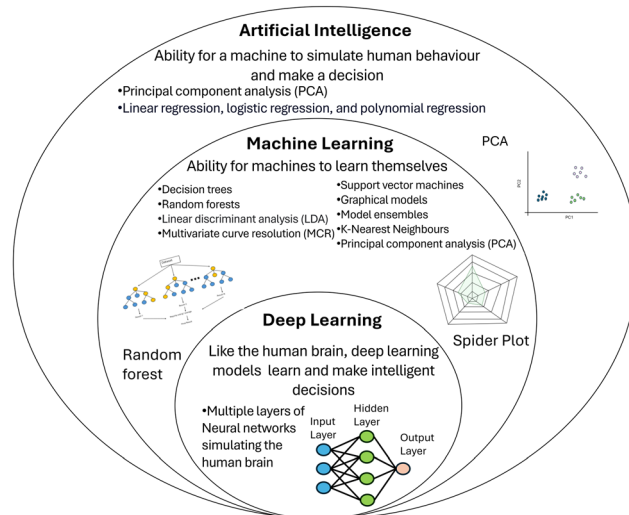 Artificial Intelligence
Ability for a machine to simulate human behaviour
and make a decision
•Principal component analysis (PCA)
•Linear regression, logistic regression, and polynomial regression
Machine Learning
Ability for machines to learn themselves
•Decision trees
•Random forests
•Linear discriminant analysis (LDA)
•Multivariate curve resolution (MCR)
•Support vector machines
•Graphical models
•Model ensembles
•K-Nearest Neighbours
•Principal component analysis (PCA)
PCA
PC2
PC1
Random
forest
Spider Plot
Deep Learning
Like the human brain, deep learning
models learn and make intelligent
decisions
•Multiple layers of
Neural networks
simulating the
human brain
Input
Layer
Hidden
Layer
Output
Layer